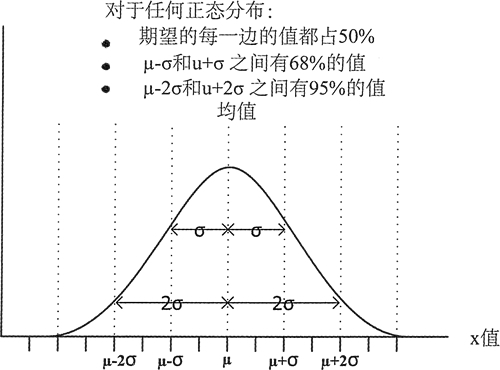 对于任何正态分布：
● 期望的每一边的值都占50%
● μ-σ和u+σ 之间有68%的值
● μ-2σ和u+2σ 之间有95%的值
均值
σ σ
2σ 2σ
x值
μ-2σ μ-σ μ μ+σ μ+2σ